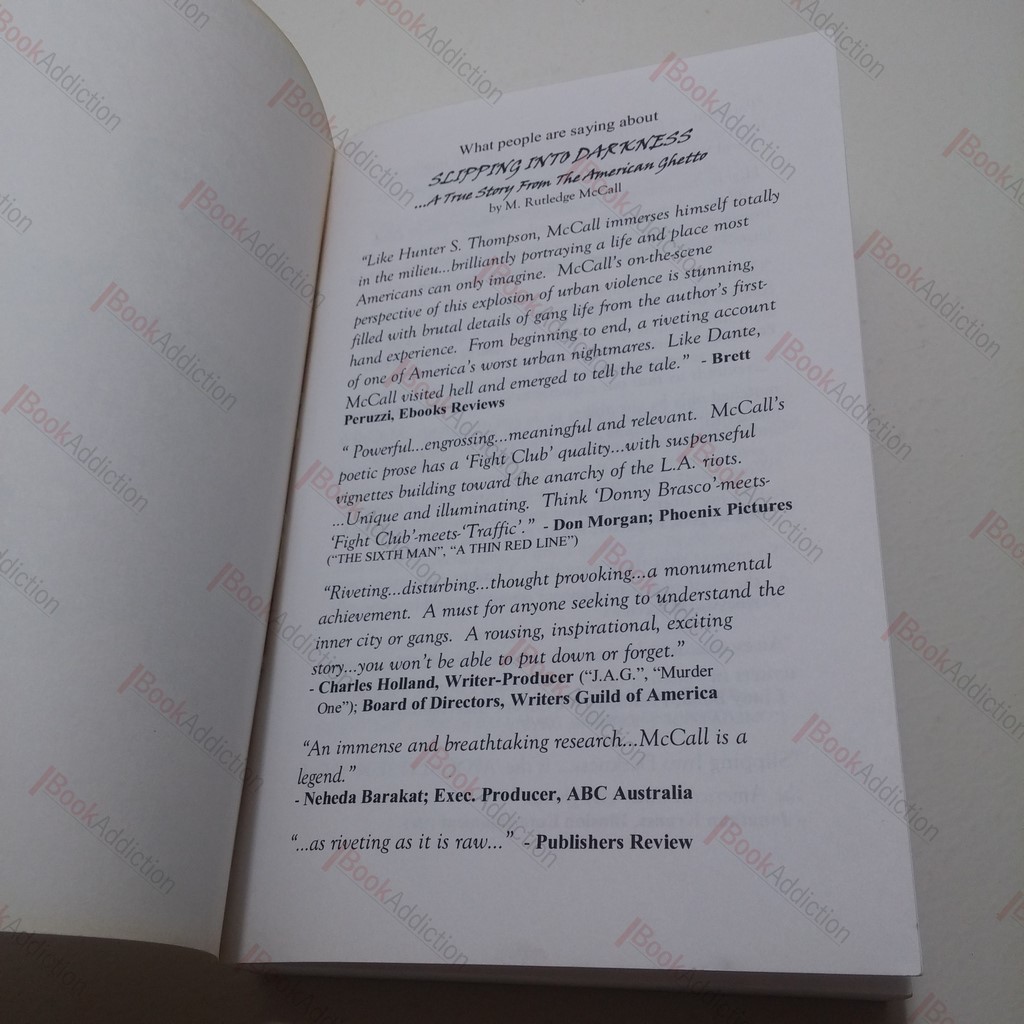 What people are saying about
SLIPPING INTO DARKNESS
...A True Story From The American Ghetto
by M. Rutledge McCall
“Like Hunter S. Thompson, McCall immerses himself totally
in the milieu...brilliantly portraying a life and place most
Americans can only imagine. McCall’s on-the-scene
perspective of this explosion of urban violence is stunning,
filled with brutal details of gang life from the author’s first-
hand experience. From beginning to end, a riveting account
of one of America’s worst urban nightmares. Like Dante,
McCall visited hell and emerged to tell the tale.” - Brett
Peruzzi, Ebooks Reviews
“ Powerful...engrossing...meaningful and relevant. McCall’s
poetic prose has a ‘Fight Club’ quality...with suspenseful
vignettes building toward the anarchy of the L.A. riots.
...Unique and illuminating. Think ‘Donny Brasco’-meets-
‘Fight Club’-meets-‘Traffic’.” - Don Morgan; Phoenix Pictures
(“THE SIXTH MAN”, “A THIN RED LINE”)
“Riveting...disturbing...thought provoking...a monumental
achievement. A must for anyone seeking to understand the
inner city or gangs. A rousing, inspirational, exciting
story...you won’t be able to put down or forget.”
- Charles Holland, Writer-Producer (“J.A.G.”, “Murder
One”); Board of Directors, Writers Guild of America
“An immense and breathtaking research...McCall is a
legend.”
- Neheda Barakat; Exec. Producer, ABC Australia
“...as riveting as it is raw...” - Publishers Review
BookAddiction